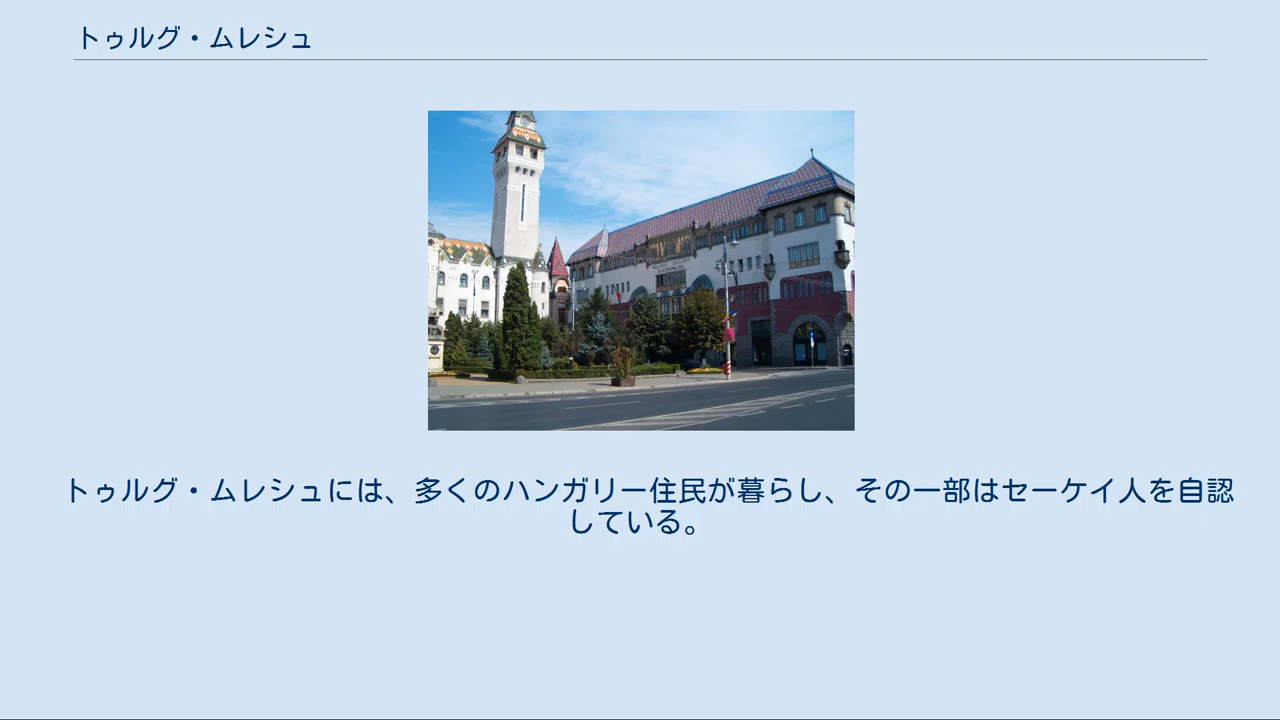 トゥルグ・ムレシュ
トゥルグ・ムレシュには、多くのハンガリー住民が暮らし、その一部はセーケイ人を自認
している。